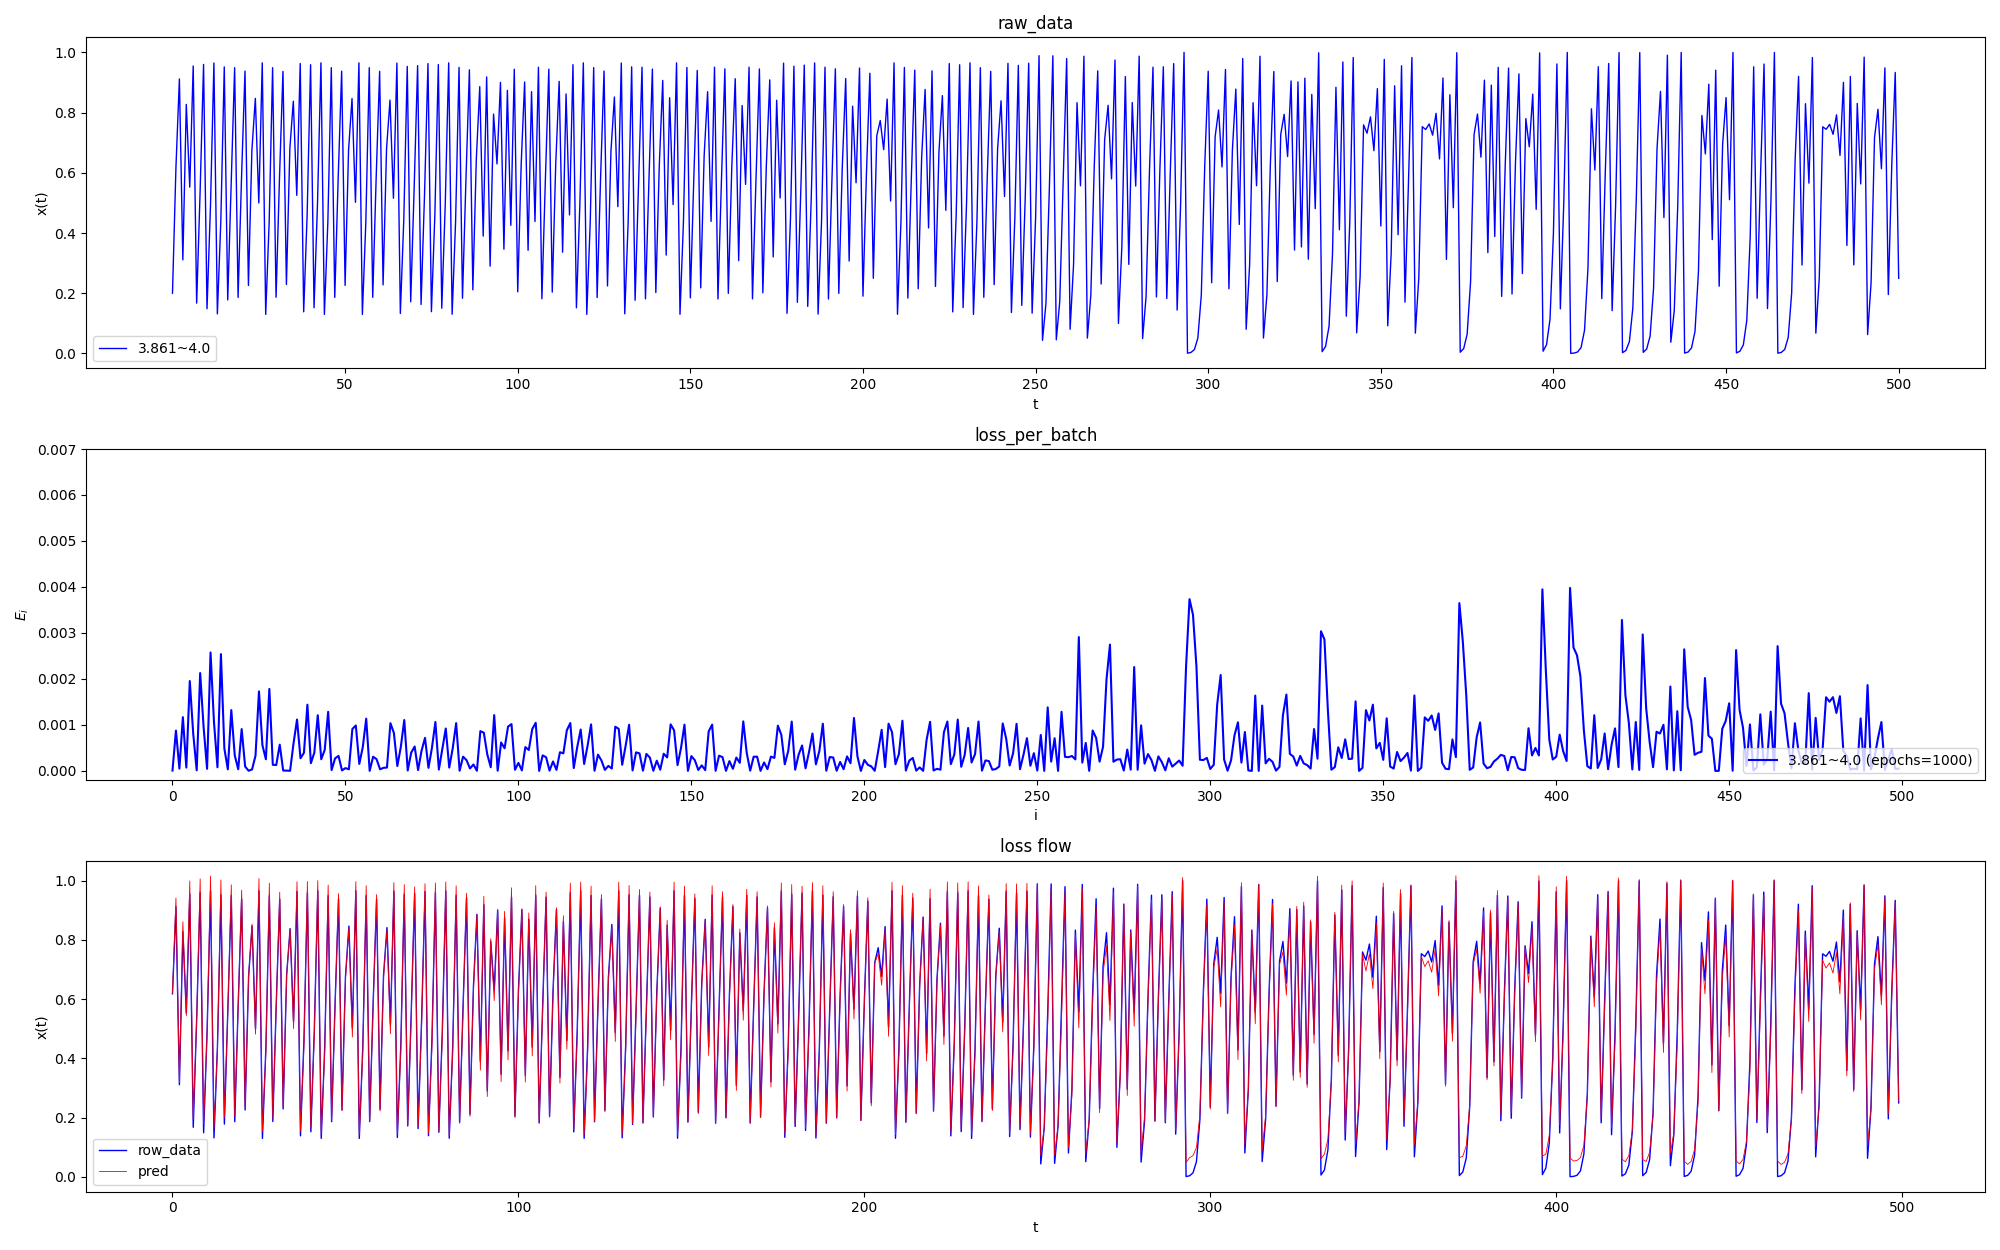 raw_data
1.0
0.8
0.6
0.4
0.2
0.0
x(t)
3.861~4.0
50 100 150 200 250 300 350 400 450 500
t
loss_per_batch
0.007
0.006
0.005
0.004
0.003
0.002
0.001
0.000
E_i
3.861~4.0 (epochs=1000)
0 50 100 150 200 250 300 350 400 450 500
i
loss flow
1.0
0.8
0.6
0.4
0.2
0.0
x(t)
row_data
pred
0 100 200 300 400 500
t